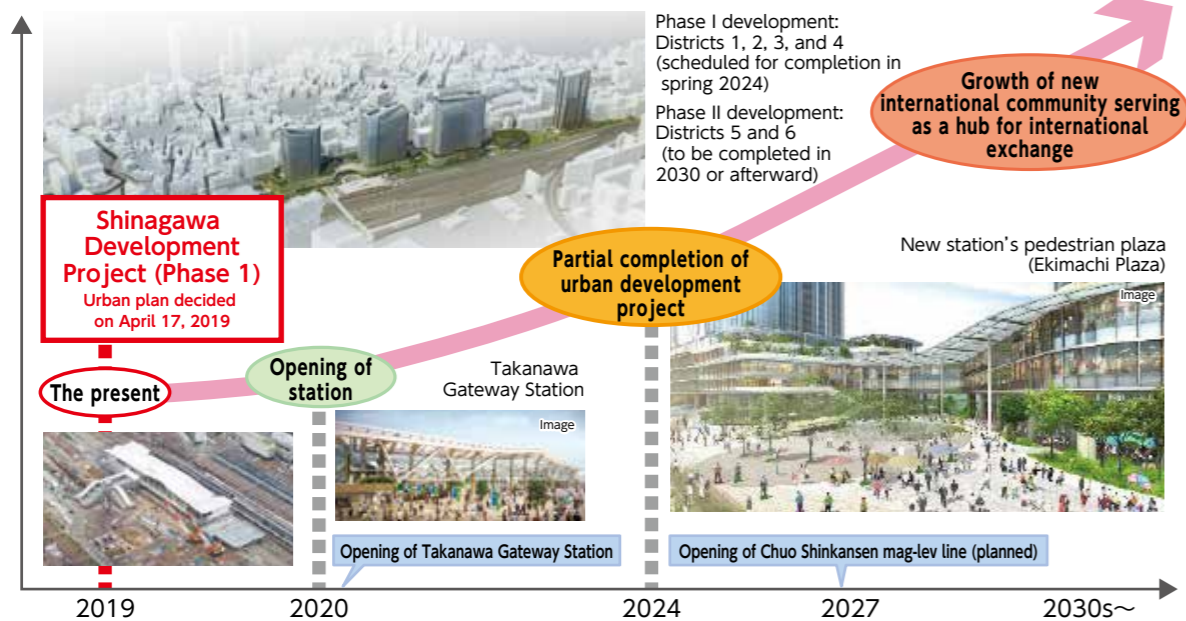 Phase I development:
Districts 1, 2, 3, and 4
(scheduled for completion in
spring 2024)
Phase II development:
Districts 5 and 6
(to be completed in
2030 or afterward)
Growth of new
international community serving
as a hub for international
exchange
Shinagawa
Development
Project (Phase 1)
Urban plan decided
on April 17, 2019
Partial completion of
urban development
project
New station's pedestrian plaza
(Ekimachi Plaza)
Image
The present
Opening of
station
Takanawa
Gateway Station
Image
Opening of Takanawa Gateway Station
Opening of Chuo Shinkansen mag-lev line (planned)
2019
2020
2024
2027
2030s～